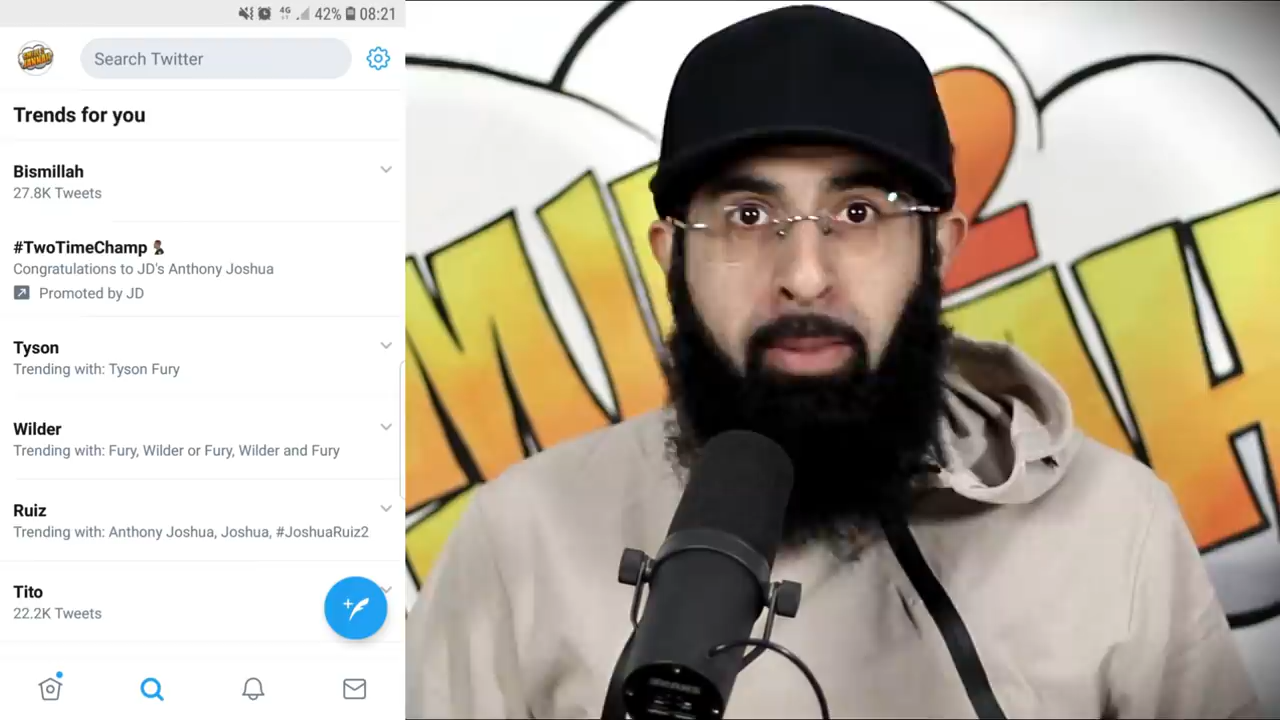 42% 08:21
Search Twitter
Trends for you
Bismillah
27.8K Tweets
#TwoTimeChamp
Congratulations to JD's Anthony Joshua
Promoted by JD
Tyson
Trending with: Tyson Fury
Wilder
Trending with: Fury, Wilder or Fury, Wilder and Fury
Ruiz
Trending with: Anthony Joshua, Joshua, #JoshuaRuiz2
Tito
22.2K Tweets
2